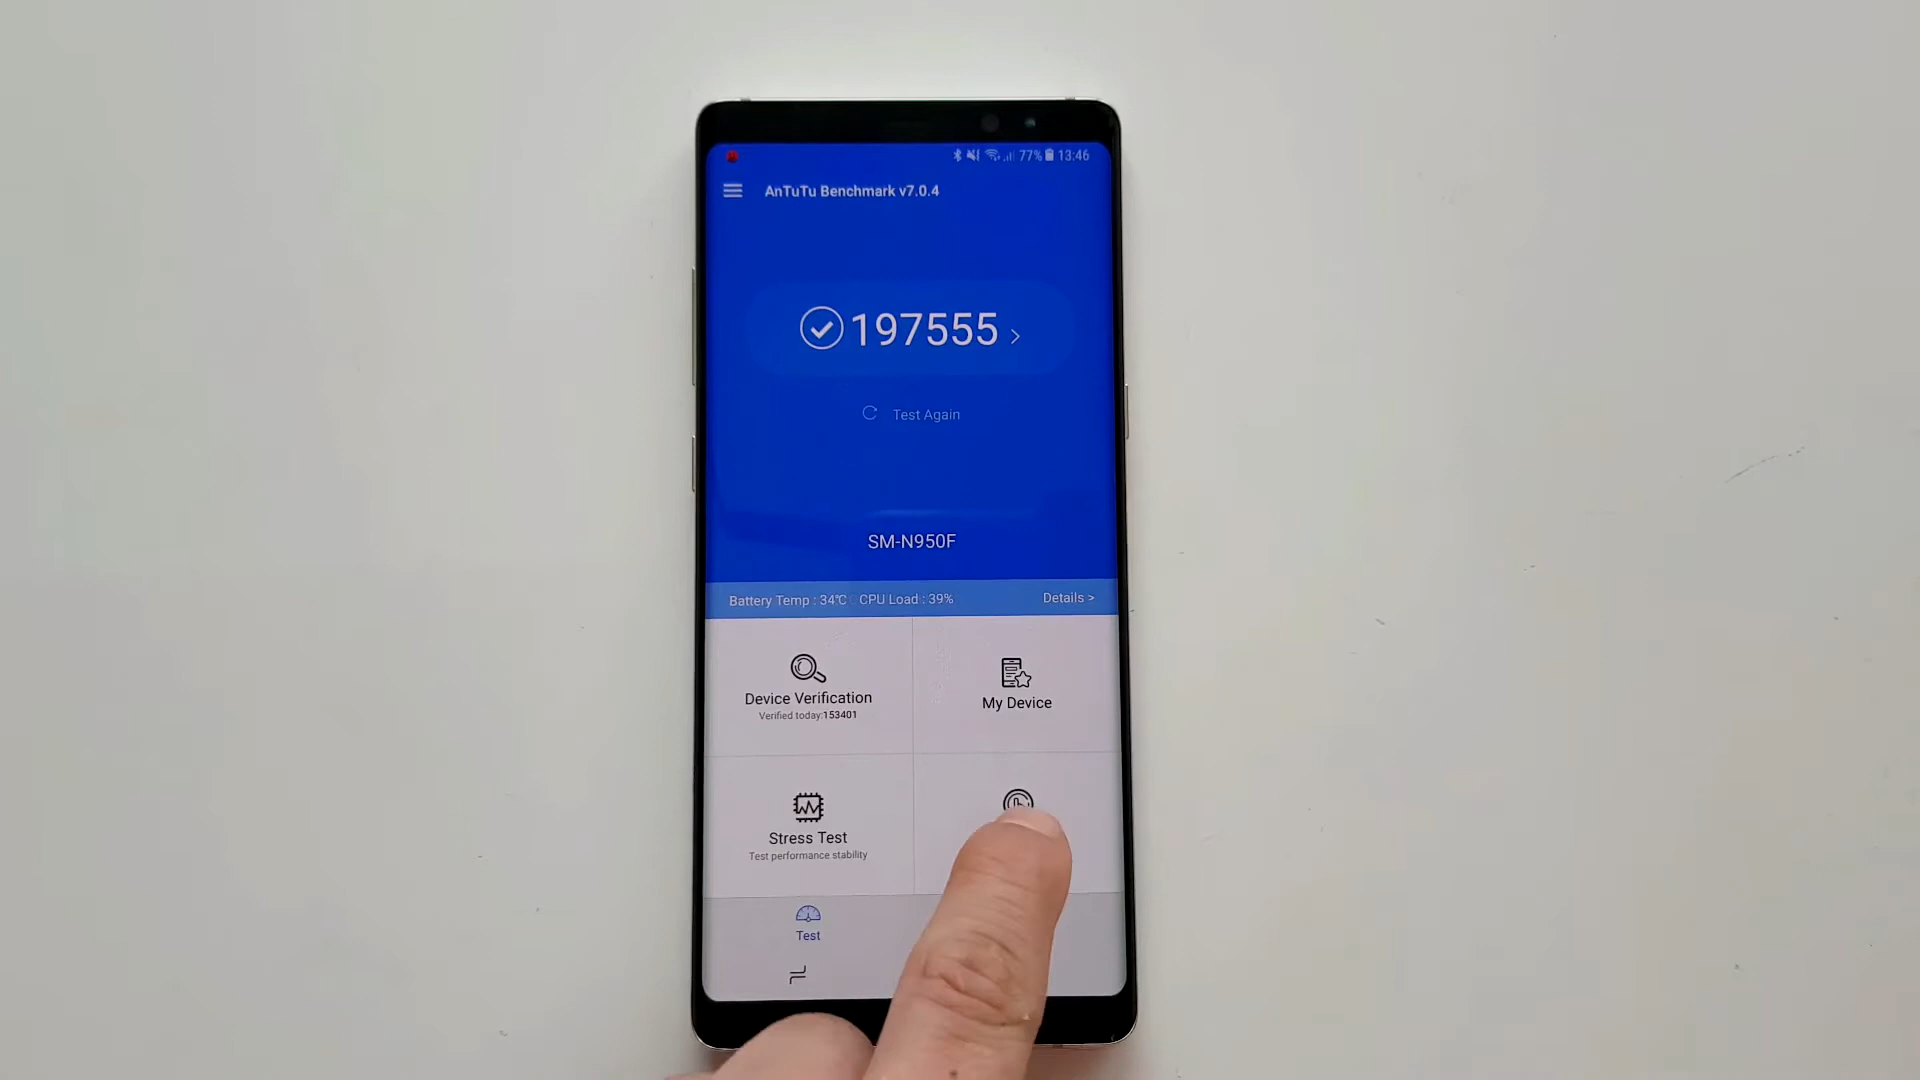 77% 13:46
AnTuTu Benchmark v7.0.4
197555 >
Test Again
SM-N950F
Battery Temp : 34℃ CPU Load : 39% Details >
Device Verification
Verified today:153401
My Device
Stress Test
Test performance stability
Test